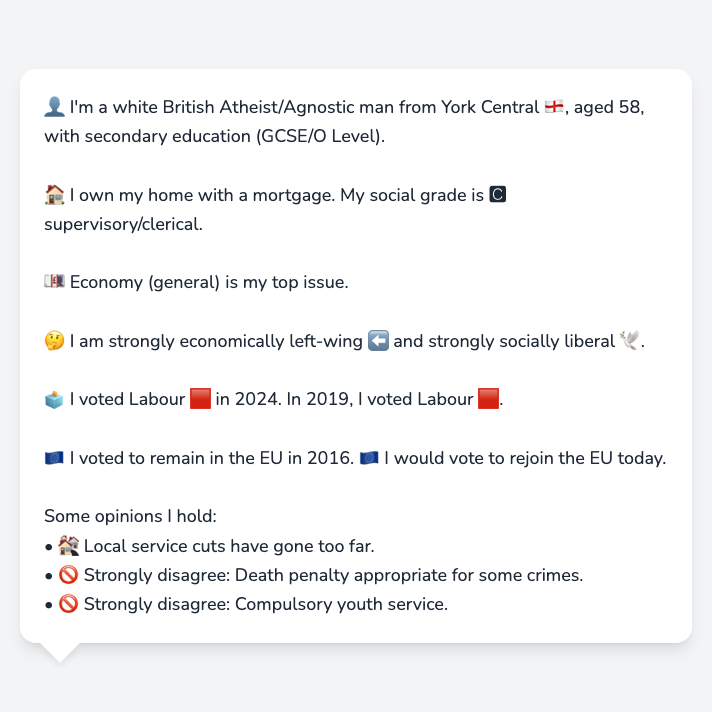 👤 I'm a white British Atheist/Agnostic man from York Central 🏴󠁧󠁢󠁥󠁮󠁧󠁿, aged 58,
with secondary education (GCSE/O Level).
🏠 I own my home with a mortgage. My social grade is 🅲
supervisory/clerical.
💷 Economy (general) is my top issue.
🤔 I am strongly economically left-wing ⬅️ and strongly socially liberal 🕊️.
🗳️ I voted Labour 🟥 in 2024. In 2019, I voted Labour 🟥.
🇪🇺 I voted to remain in the EU in 2016. 🇪🇺 I would vote to rejoin the EU today.
Some opinions I hold:
• 🏚️ Local service cuts have gone too far.
• 🚫 Strongly disagree: Death penalty appropriate for some crimes.
• 🚫 Strongly disagree: Compulsory youth service.